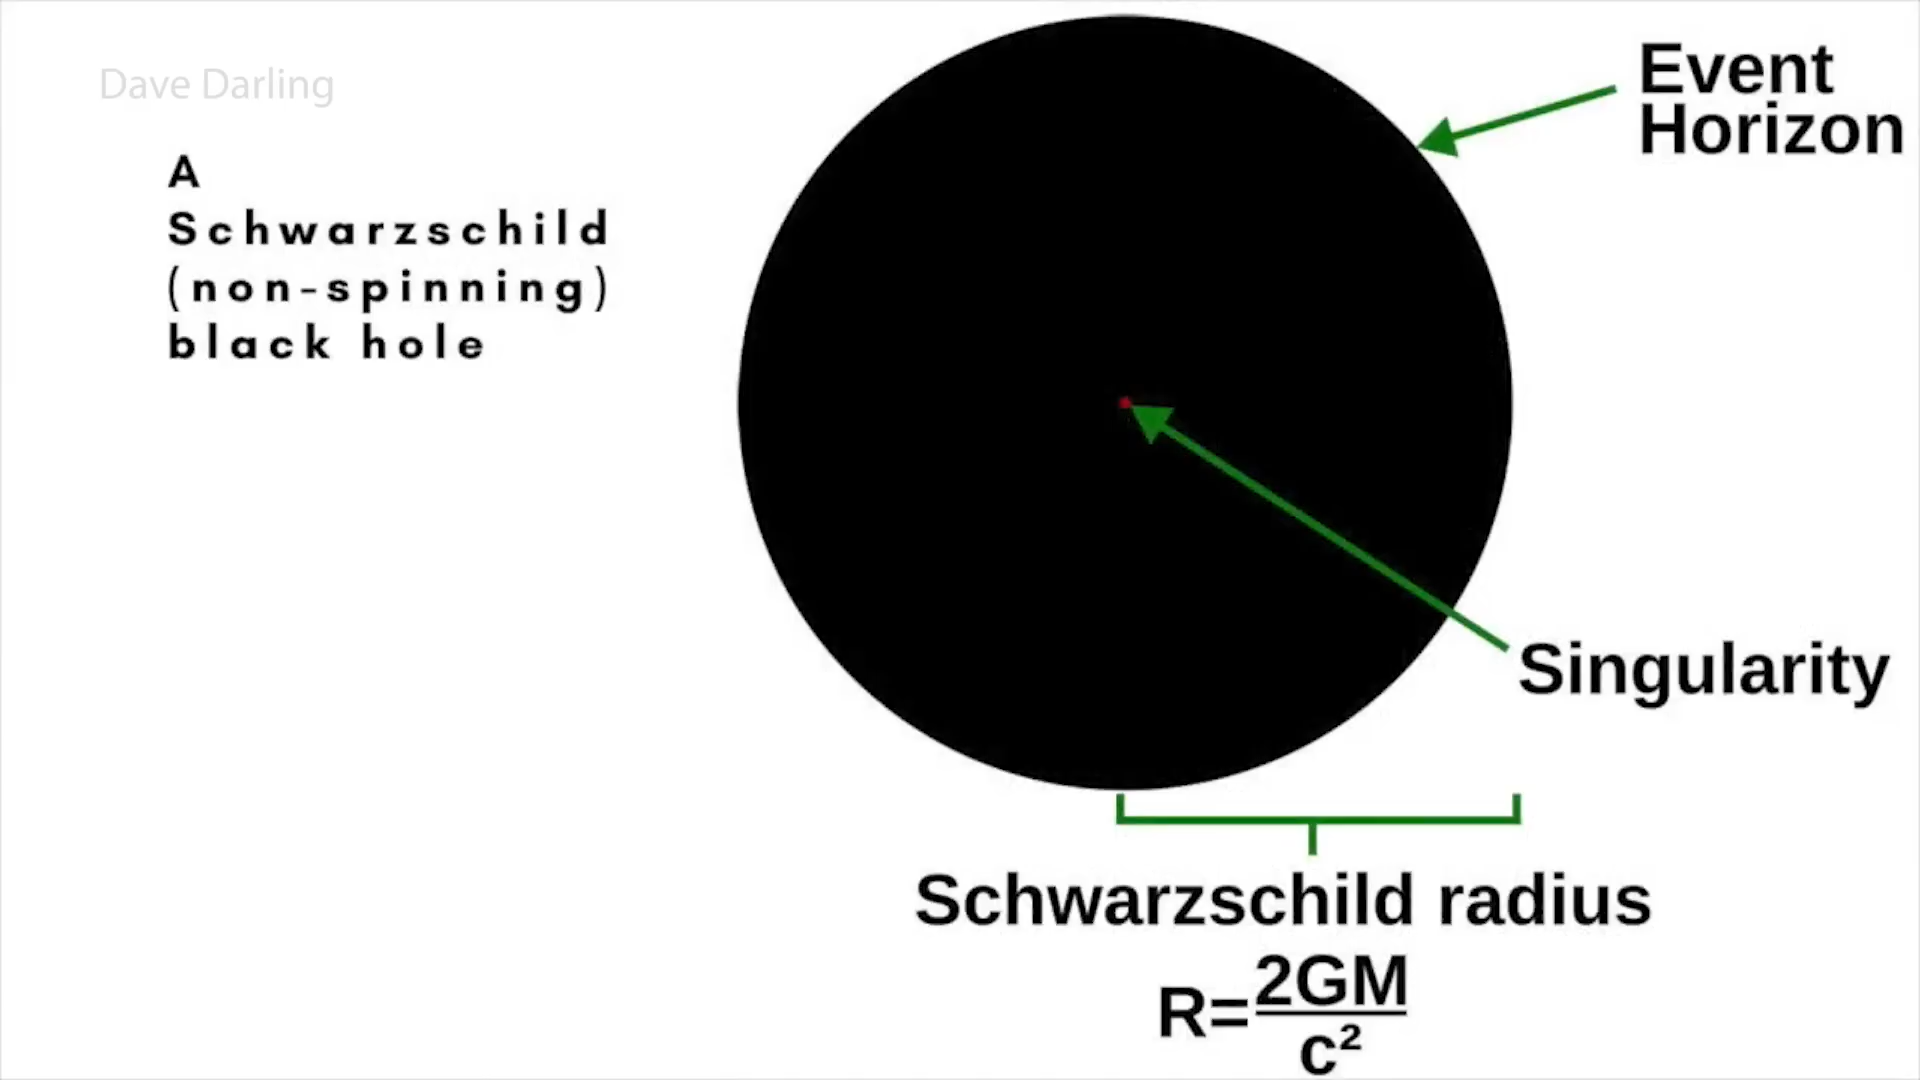 Dave Darling
A
Schwarzschild
(non-spinning)
black hole
Event
Horizon
Singularity
Schwarzschild radius
R=2GM
c²